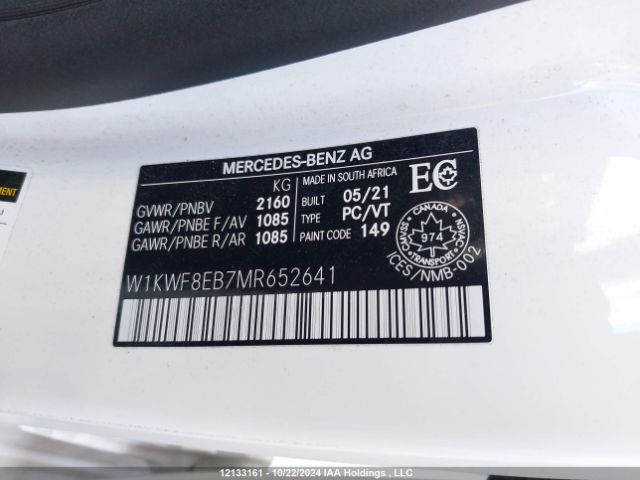 MERCEDES-BENZ AG
KG MADE IN SOUTH AFRICA
GVWR/PNBV 2160 BUILT 05/21
GAWR/PNBE F/AV 1085 TYPE PC/VT
GAWR/PNBE R/AR 1085 PAINT CODE 149
EC
CANADA
974
TRANSPORT
CMVSS NSVAC
ICES/NMB-002
W1KWF8EB7MR652641
12133161 - 10/22/2024 IAA Holdings , LLC